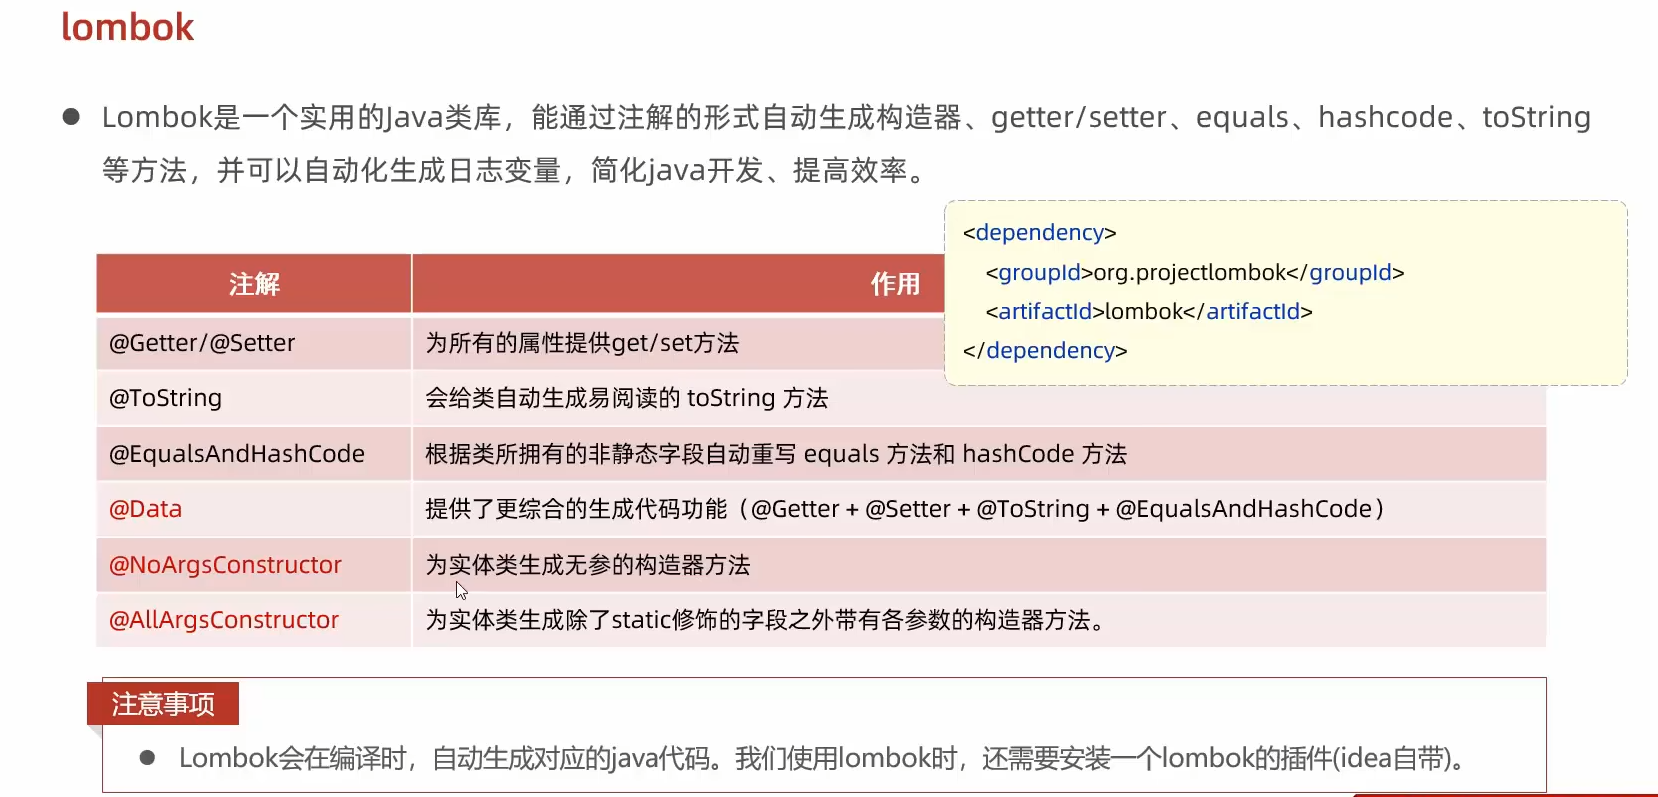 lombok
● Lombok是一个实用的Java类库，能通过注解的形式自动生成构造器、getter/setter、equals、hashcode、toString
等方法，并可以自动化生成日志变量，简化java开发、提高效率。
<dependency>
<groupId>org.projectlombok</groupId>
<artifactId>lombok</artifactId>
</dependency>
注解 作用
@Getter/@Setter 为所有的属性提供get/set方法
@ToString 会给类自动生成易阅读的 toString 方法
@EqualsAndHashCode 根据类所拥有的非静态字段自动重写 equals 方法和 hashCode 方法
@Data 提供了更综合的生成代码功能（@Getter + @Setter + @ToString + @EqualsAndHashCode）
@NoArgsConstructor 为实体类生成无参的构造器方法
@AllArgsConstructor 为实体类生成除了static修饰的字段之外带有各参数的构造器方法。
注意事项
● Lombok会在编译时，自动生成对应的java代码。我们使用lombok时，还需要安装一个lombok的插件(idea自带)。